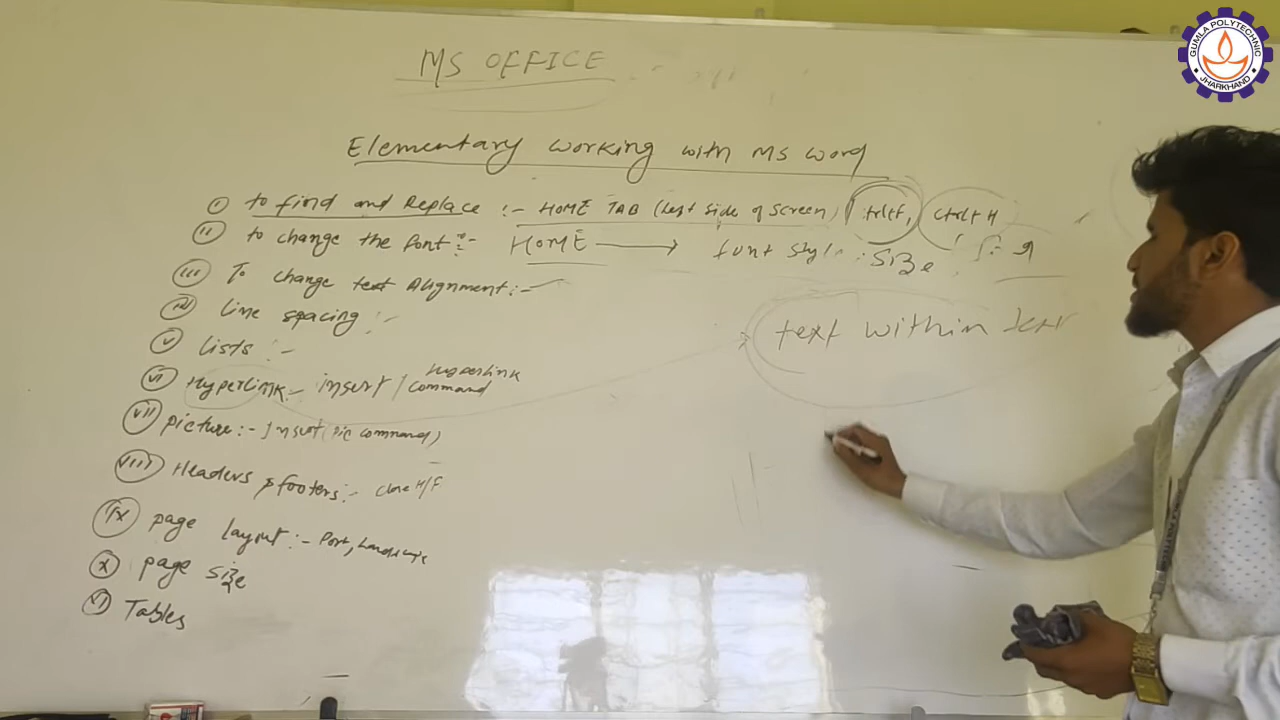 MS OFFICE
Elementary working with MS Word
(i) to find and Replace :- HOME TAB (left side of screen) ctrl+f, ctrl+H
(ii) to change the font :- HOME → font style, Size
(iii) To change text Alignment :-
(iv) Line spacing :-
(v) Lists :-
(vi) HyperLink :- insert / Hyperlink command
text within text
(vii) picture :- Insert (pic command)
(viii) Headers footers :- close H/F
(ix) page layout :- Port, Landscape
(x) page size
(vi) Tables
GUMLA POLYTECHNIC
JHARKHAND